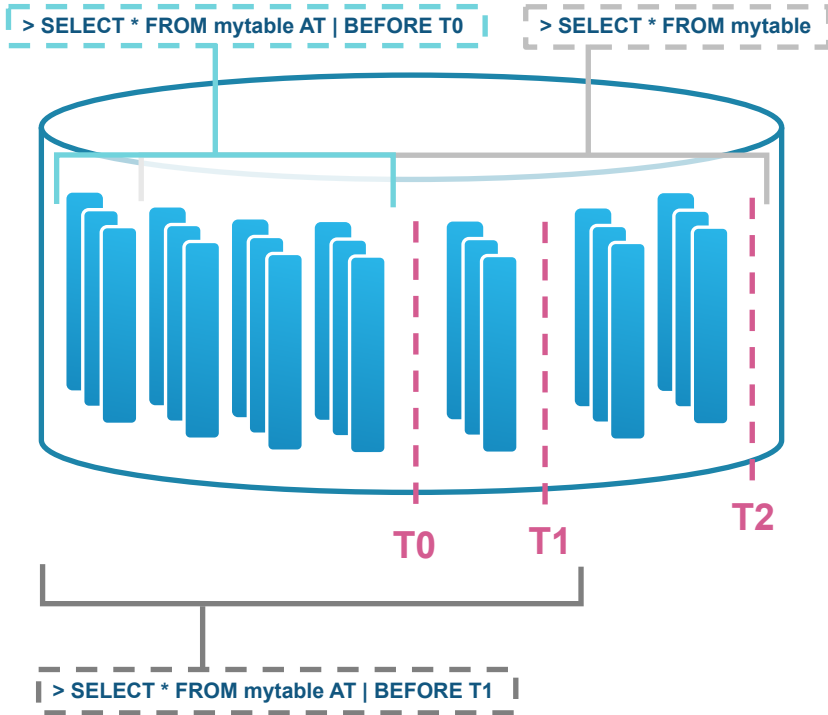 > SELECT * FROM mytable AT | BEFORE T0
> SELECT * FROM mytable
T0
T1
T2
> SELECT * FROM mytable AT | BEFORE T1